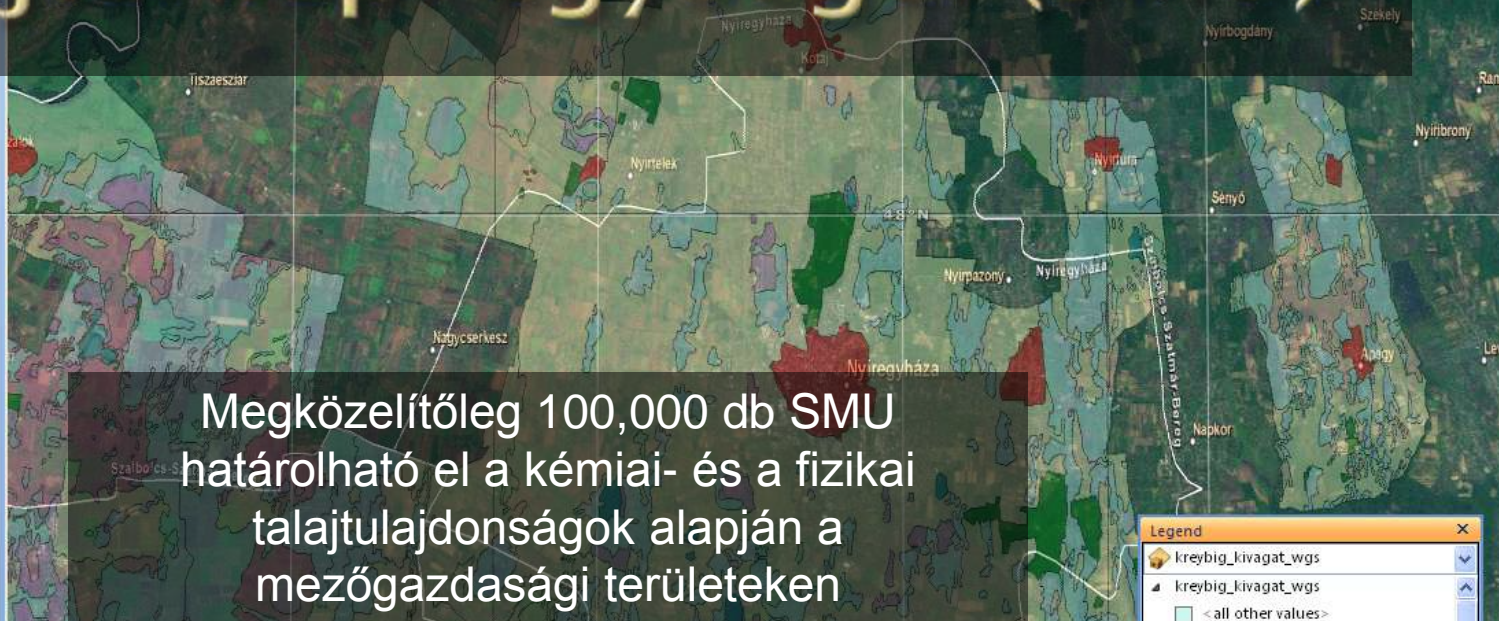 Nyíregyháza
Székely
Nyírbogdány
Kótaj
Tiszaeszlár
Nyíribrony
Nyírtelek
Nyírtura
Sényő
48°N
Nyírpazony
Nyíregyháza
Szabolcs-Szatmár-Bereg
Nagycserkesz
Nyíregyháza
Apagy
Napkor
Megközelítőleg 100,000 db SMU
határolható el a kémiai- és a fizikai
talajtulajdonságok alapján a
mezőgazdasági területeken
Legend
kreybig_kivagat_wgs
kreybig_kivagat_wgs
<all other values>